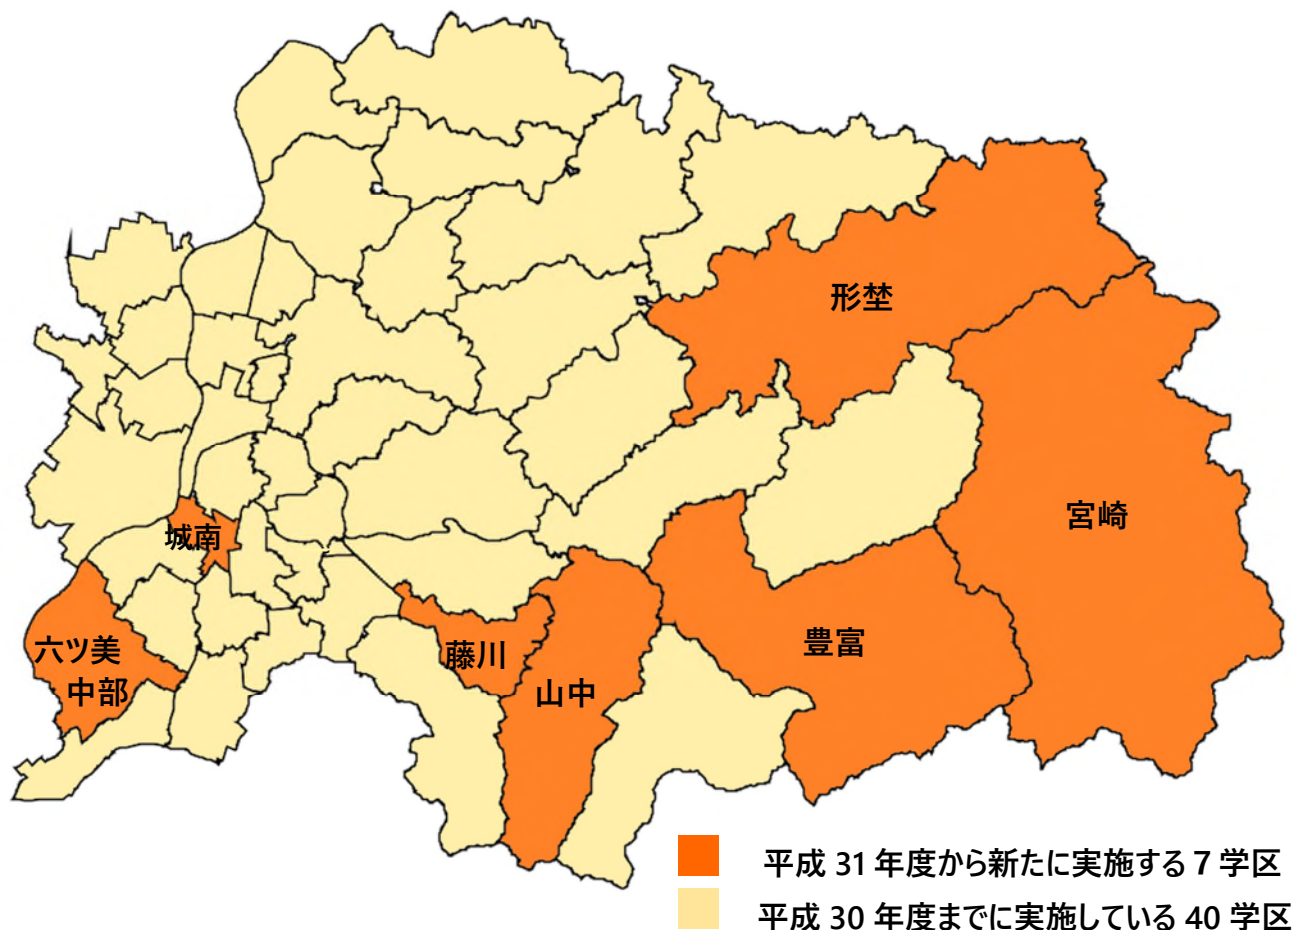 形埜
宮崎
城南
六ツ美
中部
藤川
山中
豊富
平成 31 年度から新たに実施する 7 学区
平成 30 年度までに実施している 40 学区